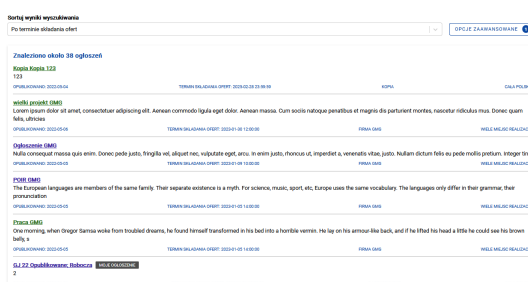 Sortuj wyniki wyszukiwania
Po terminie składania ofert
OPCJE ZAAWANSOWANE
Znaleziono około 38 ogłoszeń
Kopia Kopia 123
123
OPUBLIKOWANO: 2022-05-04 TERMIN SKŁADANIA OFERT: 2023-02-28 23:59:59 KOPIA CAŁA POLSK
wielki projekt GMG
Lorem ipsum dolor sit amet, consectetuer adipiscing elit. Aenean commodo ligula eget dolor. Aenean massa. Cum sociis natoque penatibus et magnis dis parturient montes, nascetur ridiculus mus. Donec quam
felis, ultricies
OPUBLIKOWANO: 2022-05-06 TERMIN SKŁADANIA OFERT: 2023-01-30 12:00:00 FIRMA GMG WIELE MIEJSC REALIZAC
Ogłoszenie GMG
Nulla consequat massa quis enim. Donec pede justo, fringilla vel, aliquet nec, vulputate eget, arcu. In enim justo, rhoncus ut, imperdiet a, venenatis vitae, justo. Nullam dictum felis eu pede mollis pretium. Integer tin
OPUBLIKOWANO: 2022-05-05 TERMIN SKŁADANIA OFERT: 2023-01-09 10:00:00 FIRMA GMG WIELE MIEJSC REALIZAC
POIR GMG
The European languages are members of the same family. Their separate existence is a myth. For science, music, sport, etc, Europe uses the same vocabulary. The languages only differ in their grammar, their
pronunciation
OPUBLIKOWANO: 2022-05-05 TERMIN SKŁADANIA OFERT: 2023-01-05 14:00:00 FIRMA GMG WIELE MIEJSC REALIZAC
Praca GMG
One morning, when Gregor Samsa woke from troubled dreams, he found himself transformed in his bed into a horrible vermin. He lay on his armour-like back, and if he lifted his head a little he could see his brown
belly, s
OPUBLIKOWANO: 2022-05-05 TERMIN SKŁADANIA OFERT: 2023-01-05 14:00:00 FIRMA GMG WIELE MIEJSC REALIZAC
GJ 22 Opublikowane; Robocza MOJE OGŁOSZENIE
2